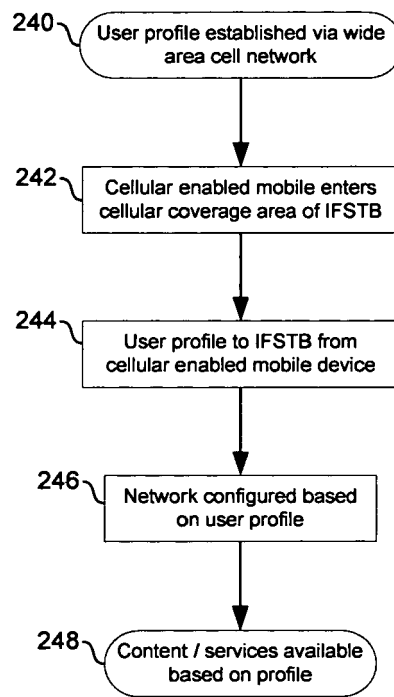 240
User profile established via wide
area cell network
242
Cellular enabled mobile enters
cellular coverage area of IFSTB
244
User profile to IFSTB from
cellular enabled mobile device
246
Network configured based
on user profile
248
Content / services available
based on profile